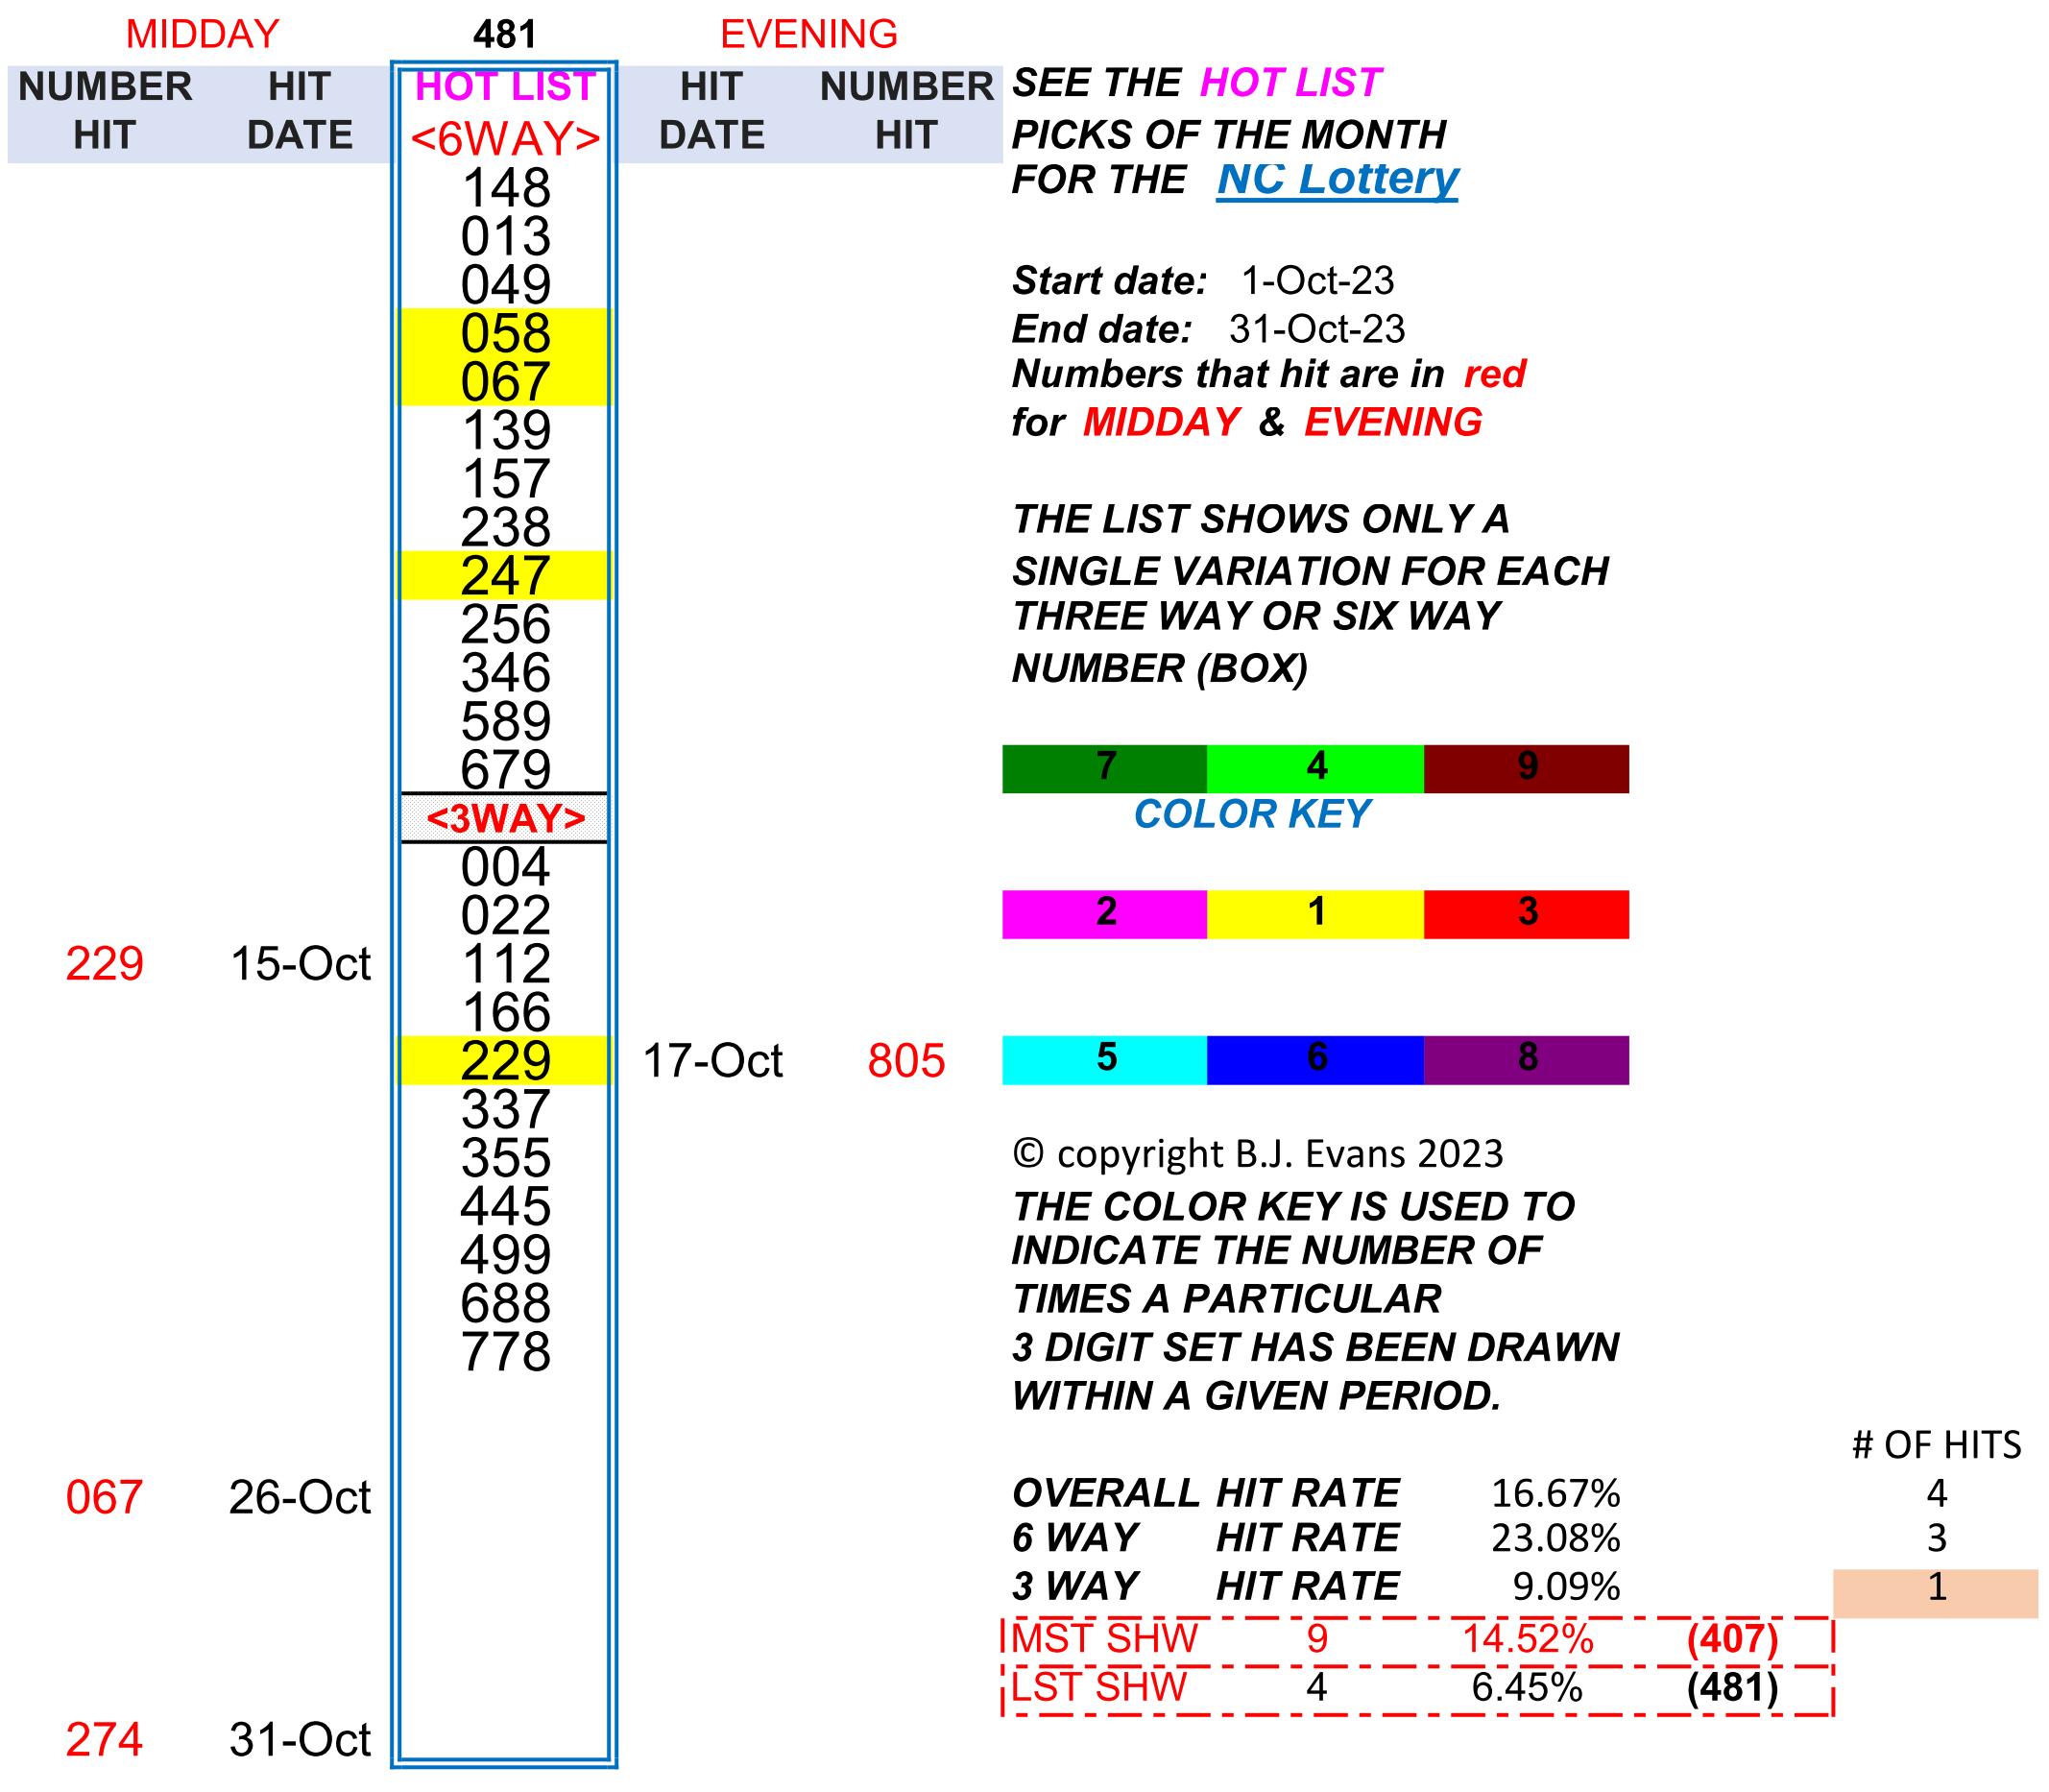 MIDDAY 481 EVENING
NUMBER HIT HOT LIST HIT NUMBER
HIT DATE <6WAY> DATE HIT
148
013
049
058
067
139
157
238
247
256
346
589
679
<3WAY>
004
022
229 15-Oct 112
166
229 17-Oct 805
337
355
445
499
688
778
067 26-Oct
274 31-Oct
SEE THE HOT LIST
PICKS OF THE MONTH
FOR THE NC Lottery
Start date: 1-Oct-23
End date: 31-Oct-23
Numbers that hit are in red
for MIDDAY & EVENING
THE LIST SHOWS ONLY A
SINGLE VARIATION FOR EACH
THREE WAY OR SIX WAY
NUMBER (BOX)
7 4 9
COLOR KEY
2 1 3
5 6 8
© copyright B.J. Evans 2023
THE COLOR KEY IS USED TO
INDICATE THE NUMBER OF
TIMES A PARTICULAR
3 DIGIT SET HAS BEEN DRAWN
WITHIN A GIVEN PERIOD.
# OF HITS
OVERALL HIT RATE 16.67% 4
6 WAY HIT RATE 23.08% 3
3 WAY HIT RATE 9.09% 1
MST SHW 9 14.52% (407)
LST SHW 4 6.45% (481)